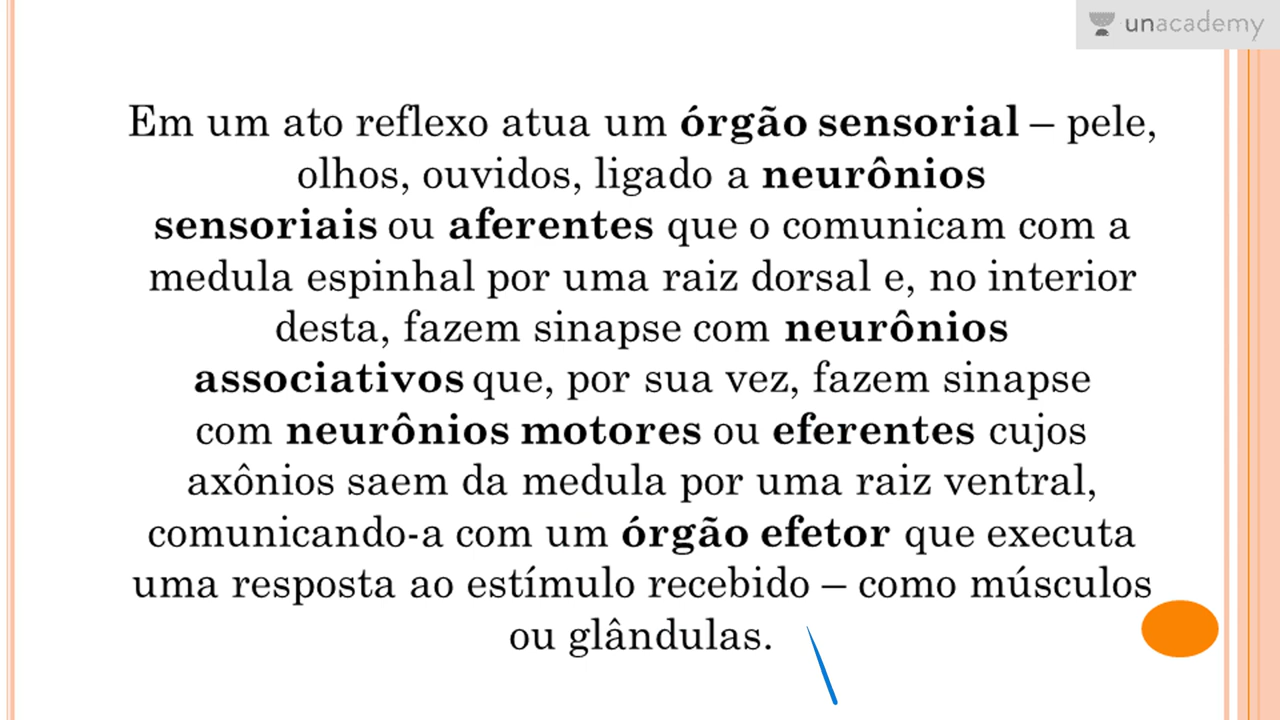 unacademy
Em um ato reflexo atua um órgão sensorial – pele,
olhos, ouvidos, ligado a neurônios
sensoriais ou aferentes que o comunicam com a
medula espinhal por uma raiz dorsal e, no interior
desta, fazem sinapse com neurônios
associativos que, por sua vez, fazem sinapse
com neurônios motores ou eferentes cujos
axônios saem da medula por uma raiz ventral,
comunicando-a com um órgão efetor que executa
uma resposta ao estímulo recebido – como músculos
ou glândulas.